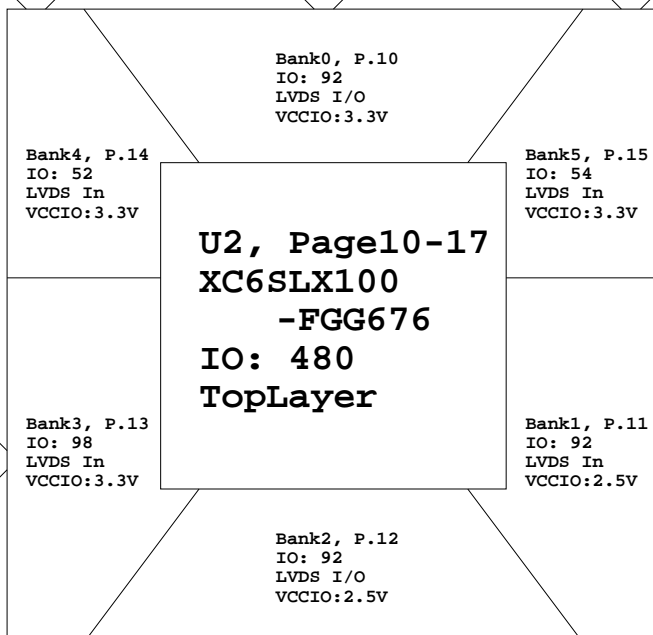 Bank0, P.10
IO: 92
LVDS I/O
VCCIO:3.3V
Bank4, P.14
IO: 52
LVDS In
VCCIO:3.3V
Bank5, P.15
IO: 54
LVDS In
VCCIO:3.3V
U2, Page10-17
XC6SLX100
-FGG676
IO: 480
TopLayer
Bank3, P.13
IO: 98
LVDS In
VCCIO:3.3V
Bank1, P.11
IO: 92
LVDS In
VCCIO:2.5V
Bank2, P.12
IO: 92
LVDS I/O
VCCIO:2.5V